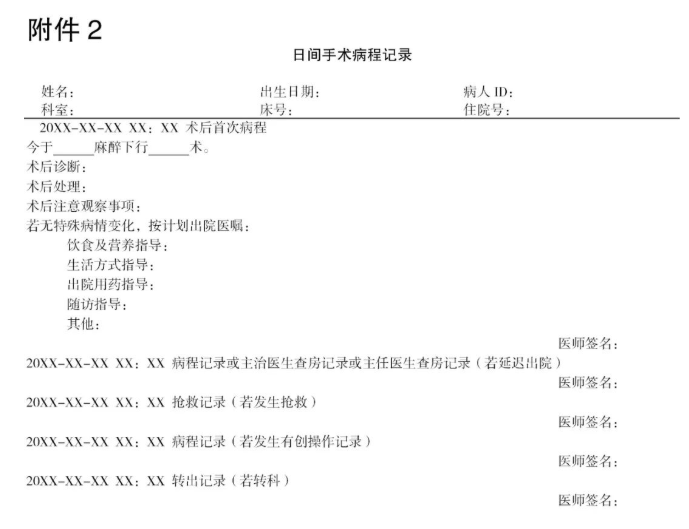 附件 2
日间手术病程记录
姓名： 出生日期： 病人 ID：
科室： 床号： 住院号：
20XX-XX-XX XX：XX 术后首次病程
今于______麻醉下行______术。
术后诊断：
术后处理：
术后注意观察事项：
若无特殊病情变化，按计划出院医嘱：
饮食及营养指导：
生活方式指导：
出院用药指导：
随访指导：
其他：
医师签名：
20XX-XX-XX XX：XX 病程记录或主治医生查房记录或主任医生查房记录（若延迟出院）
医师签名：
20XX-XX-XX XX：XX 抢救记录（若发生抢救）
医师签名：
20XX-XX-XX XX：XX 病程记录（若发生有创操作记录）
医师签名：
20XX-XX-XX XX：XX 转出记录（若转科）
医师签名：